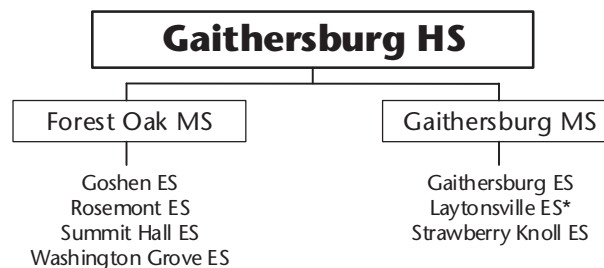 Gaithersburg HS
Forest Oak MS
Goshen ES
Rosemont ES
Summit Hall ES
Washington Grove ES
Gaithersburg MS
Gaithersburg ES
Laytonsville ES*
Strawberry Knoll ES